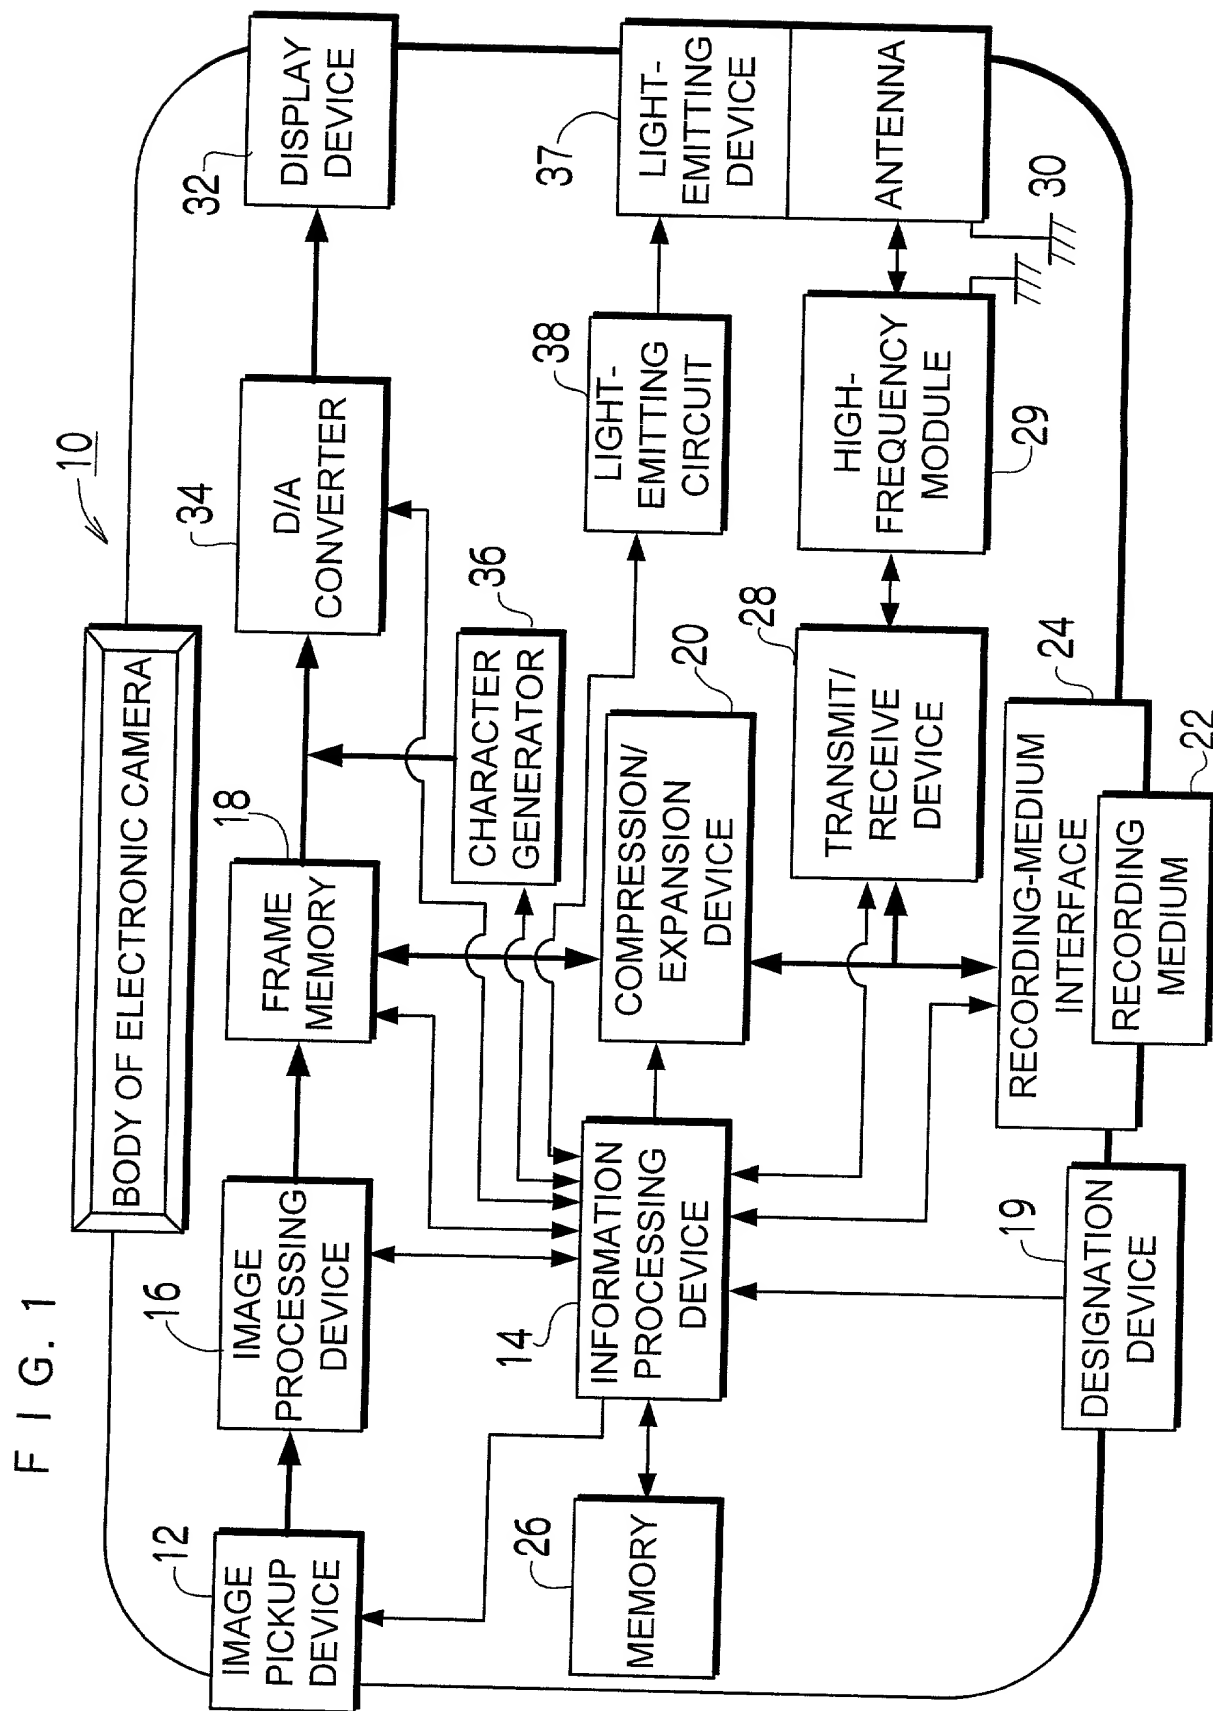 FIG. 1
10
BODY OF ELECTRONIC CAMERA
12
IMAGE
PICKUP
DEVICE
16
IMAGE
PROCESSING
DEVICE
18
FRAME
MEMORY
34
D/A
CONVERTER
32
DISPLAY
DEVICE
36
CHARACTER
GENERATOR
26
MEMORY
14
INFORMATION
PROCESSING
DEVICE
20
COMPRESSION/
EXPANSION
DEVICE
38
LIGHT-
EMITTING
CIRCUIT
37
LIGHT-
EMITTING
DEVICE
ANTENNA
30
28
TRANSMIT/
RECEIVE
DEVICE
HIGH-
FREQUENCY
MODULE
29
19
DESIGNATION
DEVICE
24
RECORDING-MEDIUM
INTERFACE
22
RECORDING
MEDIUM